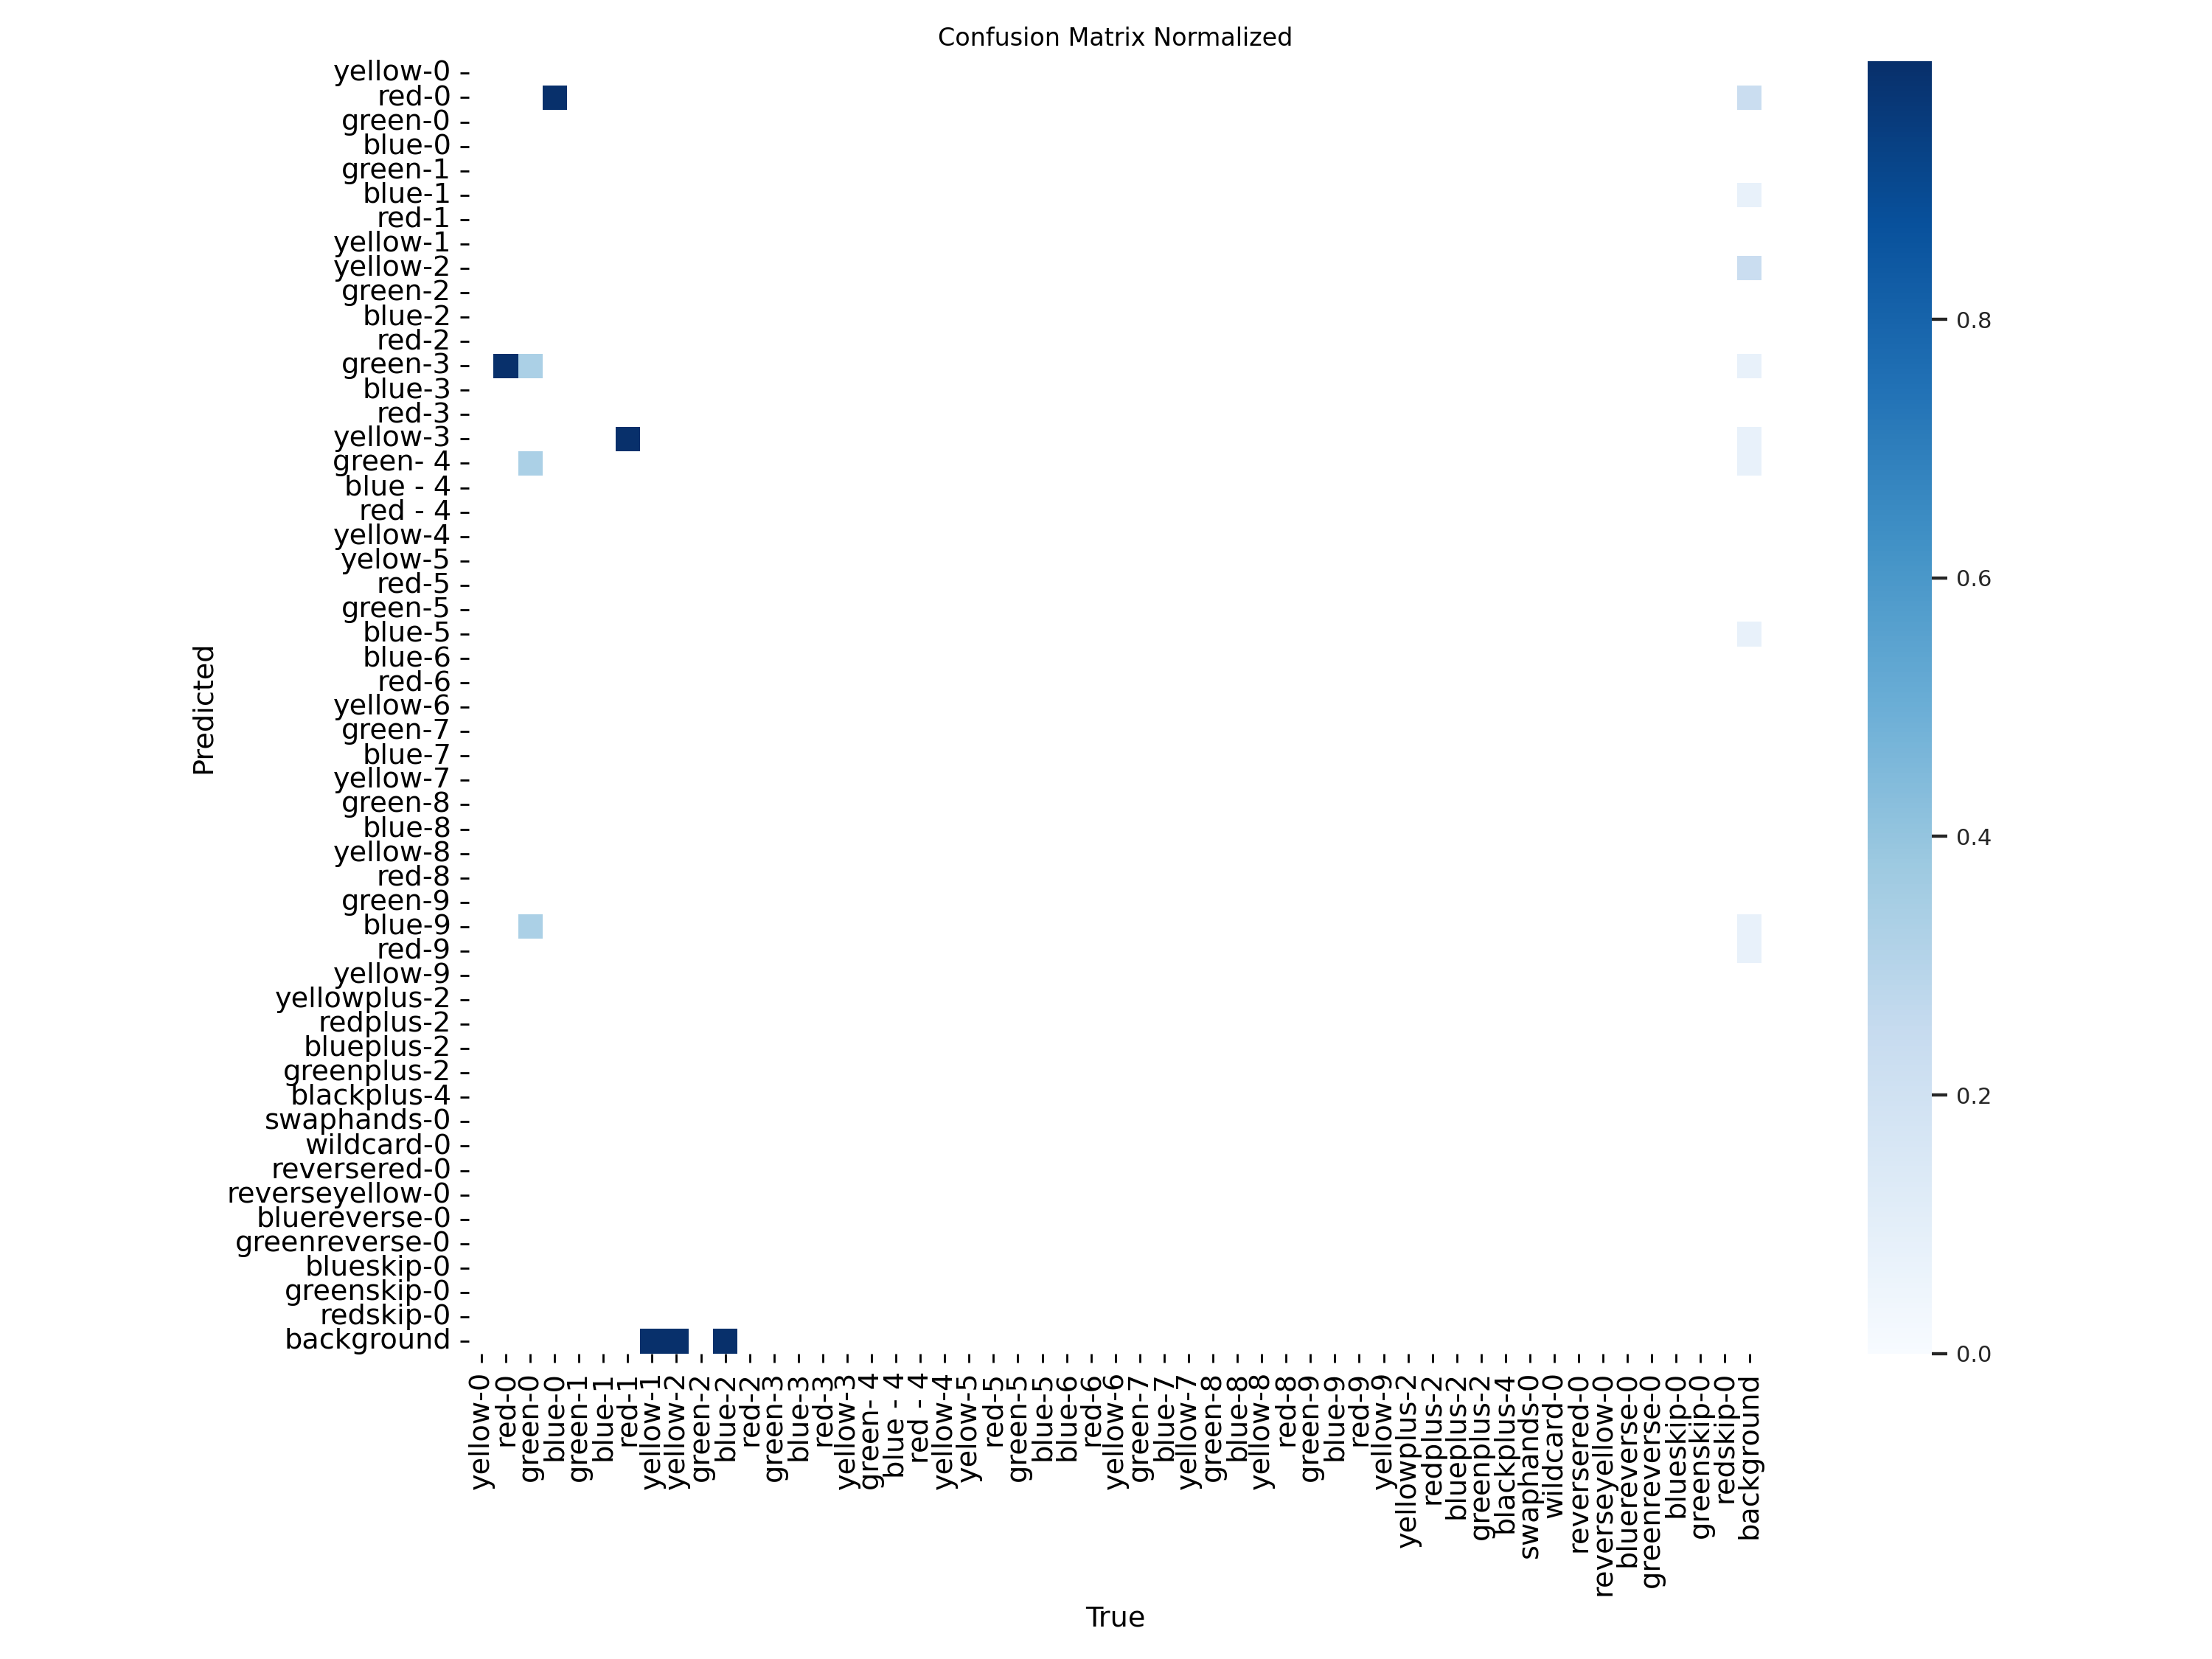 Confusion Matrix Normalized
yellow-0
red-0
green-0
blue-0
green-1
blue-1
red-1
yellow-1
yellow-2
green-2
blue-2
red-2
green-3
blue-3
red-3
yellow-3
green- 4
blue - 4
red - 4
yellow-4
yelow-5
red-5
green-5
blue-5
blue-6
red-6
yellow-6
green-7
blue-7
yellow-7
green-8
blue-8
yellow-8
red-8
green-9
blue-9
red-9
yellow-9
yellowplus-2
redplus-2
blueplus-2
greenplus-2
blackplus-4
swaphands-0
wildcard-0
reversered-0
reverseyellow-0
bluereverse-0
greenreverse-0
blueskip-0
greenskip-0
redskip-0
background
Predicted
yellow-0
red-0
green-0
blue-0
green-1
blue-1
red-1
yellow-1
yellow-2
green-2
blue-2
red-2
green-3
blue-3
red-3
yellow-3
green- 4
blue - 4
red - 4
yellow-4
yelow-5
red-5
green-5
blue-5
blue-6
red-6
yellow-6
green-7
blue-7
yellow-7
green-8
blue-8
yellow-8
red-8
green-9
blue-9
red-9
yellow-9
yellowplus-2
redplus-2
blueplus-2
greenplus-2
blackplus-4
swaphands-0
wildcard-0
reversered-0
reverseyellow-0
bluereverse-0
greenreverse-0
blueskip-0
greenskip-0
redskip-0
background
True
0.8
0.6
0.4
0.2
0.0